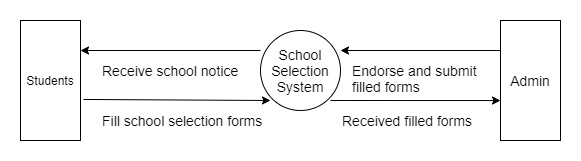 Students
Receive school notice
Fill school selection forms
School
Selection
System
Endorse and submit
filled forms
Received filled forms
Admin